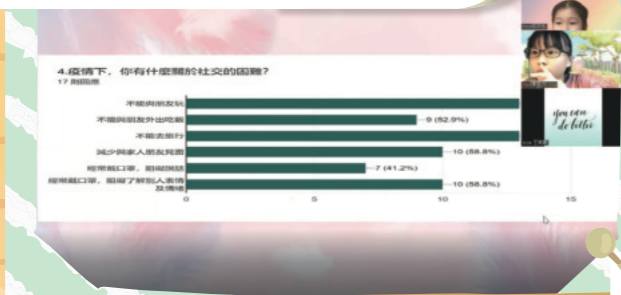 4.疫情下，你有什麼關於社交的困難？
17 則回應
不能與朋友玩
不能與朋友外出吃飯
9 (52.9%)
不能去旅行
減少與家人朋友見面
10 (58.8%)
經常戴口罩，阻礙說話
7 (41.2%)
經常戴口罩，阻礙了解別人表情
及情緒
10 (58.8%)
0
5
10
15
you can
do better